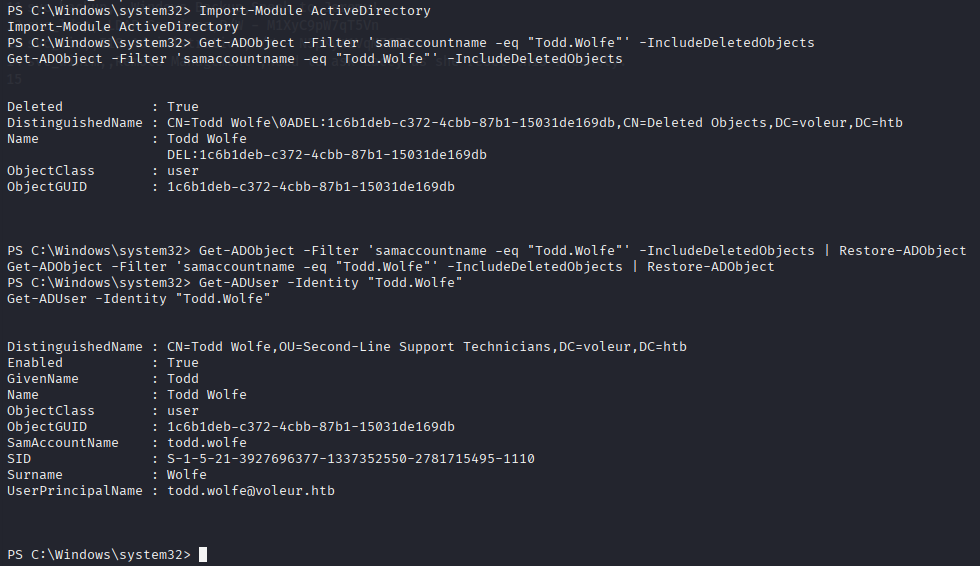 PS C:\Windows\system32> Import-Module ActiveDirectory
Import-Module ActiveDirectory
PS C:\Windows\system32> Get-ADObject -Filter 'samaccountname -eq "Todd.Wolfe"' -IncludeDeletedObjects
Get-ADObject -Filter 'samaccountname -eq "Todd.Wolfe"' -IncludeDeletedObjects
15
Deleted : True
DistinguishedName : CN=Todd Wolfe\0ADEL:1c6b1deb-c372-4cbb-87b1-15031de169db,CN=Deleted Objects,DC=voleur,DC=htb
Name : Todd Wolfe
DEL:1c6b1deb-c372-4cbb-87b1-15031de169db
ObjectClass : user
ObjectGUID : 1c6b1deb-c372-4cbb-87b1-15031de169db
PS C:\Windows\system32> Get-ADObject -Filter 'samaccountname -eq "Todd.Wolfe"' -IncludeDeletedObjects | Restore-ADObject
Get-ADObject -Filter 'samaccountname -eq "Todd.Wolfe"' -IncludeDeletedObjects | Restore-ADObject
PS C:\Windows\system32> Get-ADUser -Identity "Todd.Wolfe"
Get-ADUser -Identity "Todd.Wolfe"
DistinguishedName : CN=Todd Wolfe,OU=Second-Line Support Technicians,DC=voleur,DC=htb
Enabled : True
GivenName : Todd
Name : Todd Wolfe
ObjectClass : user
ObjectGUID : 1c6b1deb-c372-4cbb-87b1-15031de169db
SamAccountName : todd.wolfe
SID : S-1-5-21-3927696377-1337352550-2781715495-1110
Surname : Wolfe
UserPrincipalName : todd.wolfe@voleur.htb
PS C:\Windows\system32>